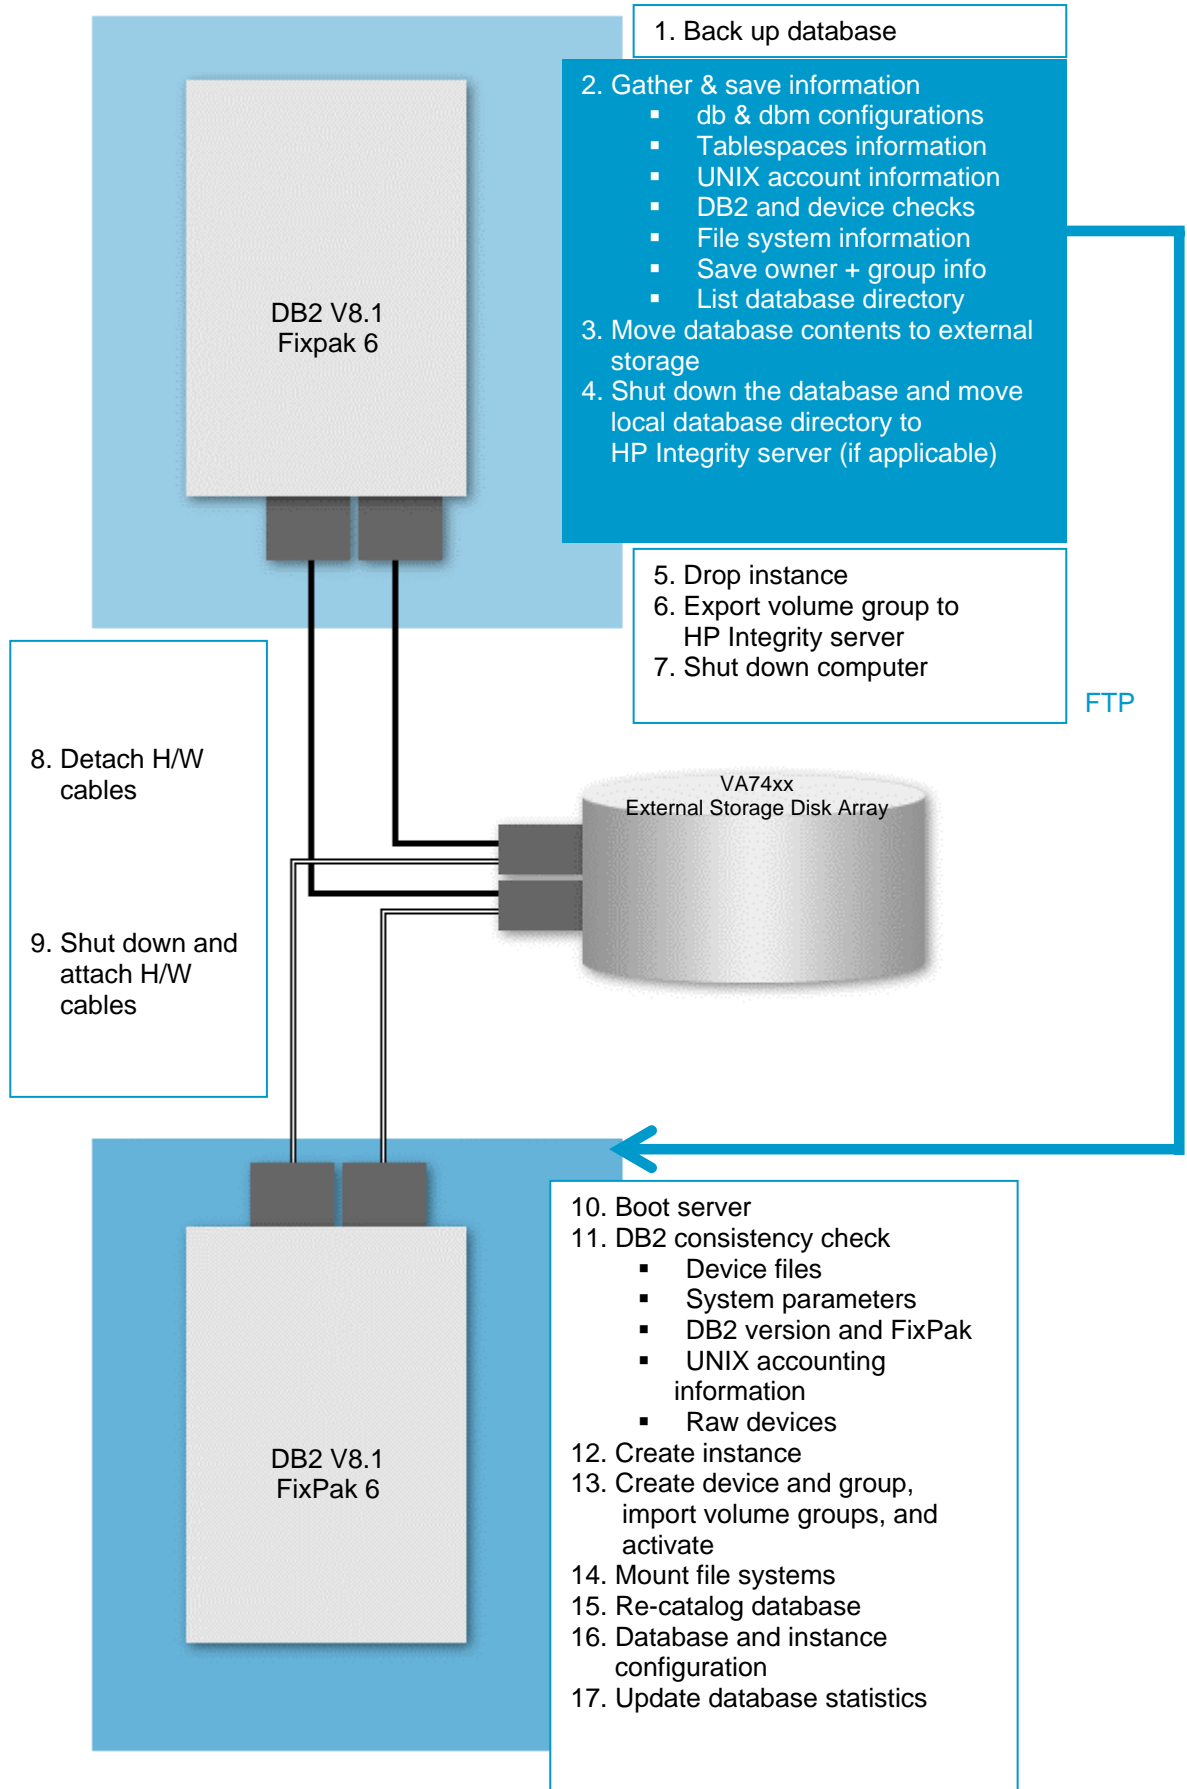 1. Back up database
2. Gather & save information
▪ db & dbm configurations
▪ Tablespaces information
▪ UNIX account information
▪ DB2 and device checks
▪ File system information
▪ Save owner + group info
▪ List database directory
3. Move database contents to external
storage
4. Shut down the database and move
local database directory to
HP Integrity server (if applicable)
DB2 V8.1
Fixpak 6
5. Drop instance
6. Export volume group to
HP Integrity server
7. Shut down computer
FTP
8. Detach H/W
cables
9. Shut down and
attach H/W
cables
VA74xx
External Storage Disk Array
DB2 V8.1
FixPak 6
10. Boot server
11. DB2 consistency check
▪ Device files
▪ System parameters
▪ DB2 version and FixPak
▪ UNIX accounting
information
▪ Raw devices
12. Create instance
13. Create device and group,
import volume groups, and
activate
14. Mount file systems
15. Re-catalog database
16. Database and instance
configuration
17. Update database statistics